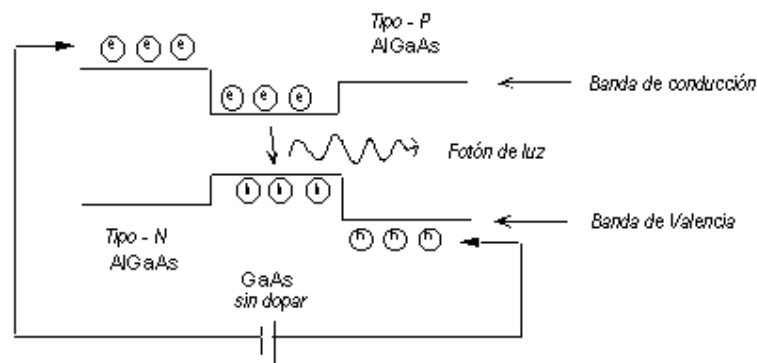 Tipo - P
AlGaAs
e e e
e e e
Banda de conducción
Fotón de luz
h h h
Banda de Valencia
h h h
Tipo - N
AlGaAs
GaAs
sin dopar